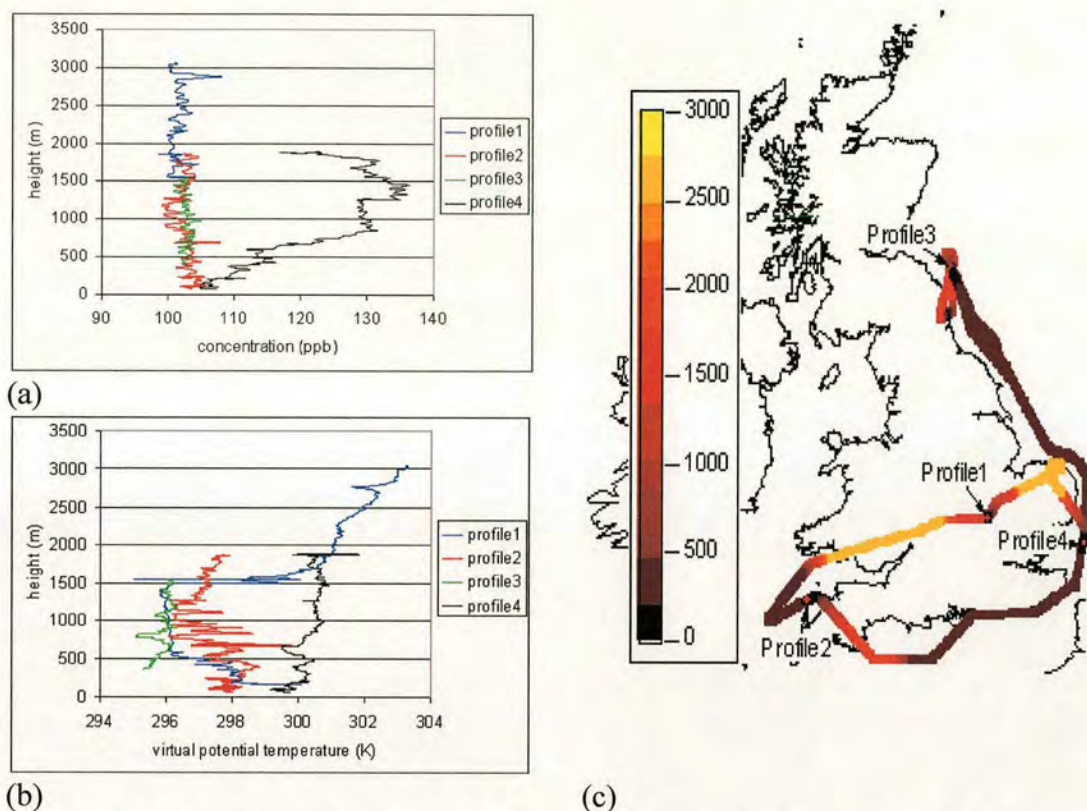 3500
3000
2500
2000
1500
1000
500
0
height (m)
90 100 110 120 130 140
concentration (ppb)
profile1
profile2
profile3
profile4
(a)
3500
3000
2500
2000
1500
1000
500
0
height (m)
294 296 298 300 302 304
virtual potential temperature (K)
profile1
profile2
profile3
profile4
(b)
3000
2500
2000
1500
1000
500
0
Profile3
Profile1
Profile4
Profile2
(c)